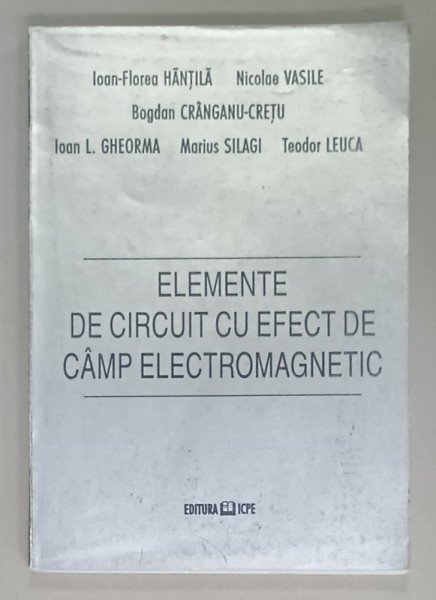 Ioan-Florea HĂNȚILĂ Nicolae VASILE
Bogdan CRÂNGANU-CREȚU
Ioan L. GHEORMA Marius SILAGI Teodor LEUCA
ELEMENTE
DE CIRCUIT CU EFECT DE
CÂMP ELECTROMAGNETIC
EDITURA ICPE